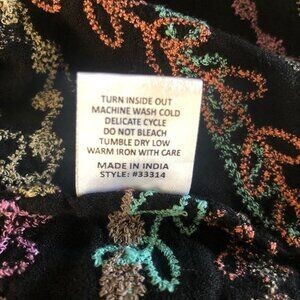 TURN INSIDE OUT
MACHINE WASH COLD
DELICATE CYCLE
DO NOT BLEACH
TUMBLE DRY LOW
WARM IRON WITH CARE
MADE IN INDIA
STYLE: #33314